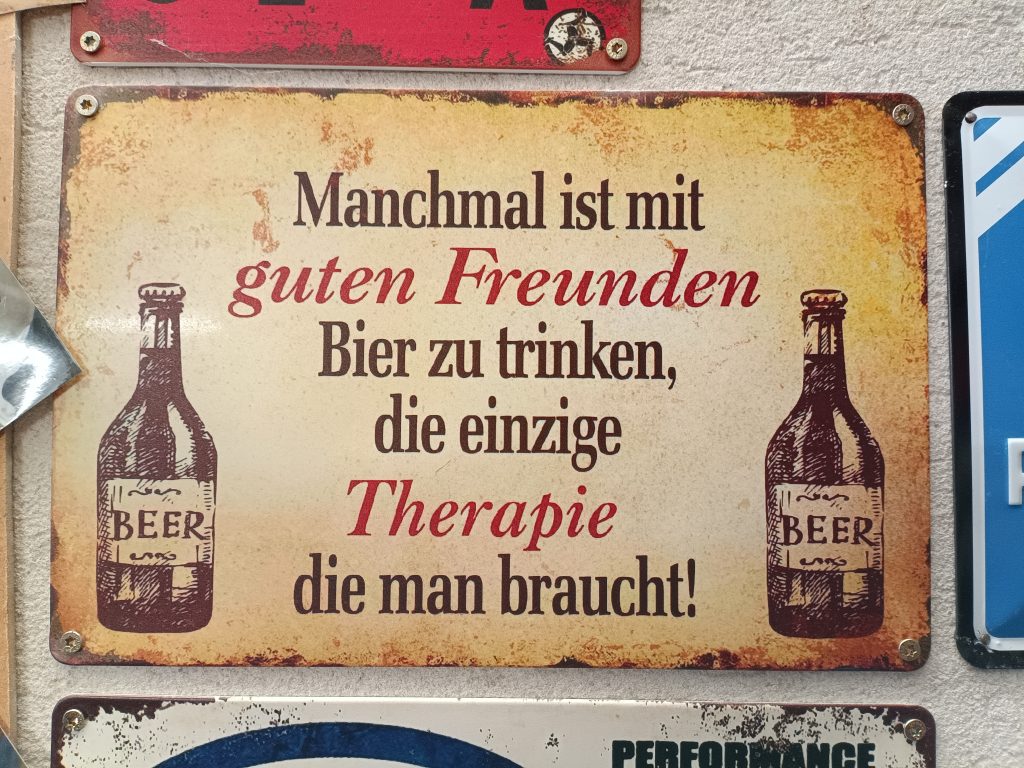 Manchmal ist mit
guten Freunden
Bier zu trinken,
die einzige
Therapie
die man braucht!
BEER
BEER
PERFORMANCE